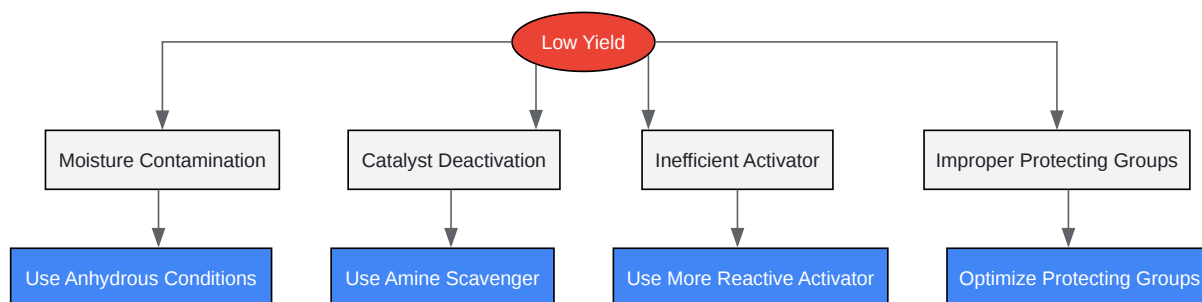 Low Yield
Moisture Contamination
Catalyst Deactivation
Inefficient Activator
Improper Protecting Groups
Use Anhydrous Conditions
Use Amine Scavenger
Use More Reactive Activator
Optimize Protecting Groups